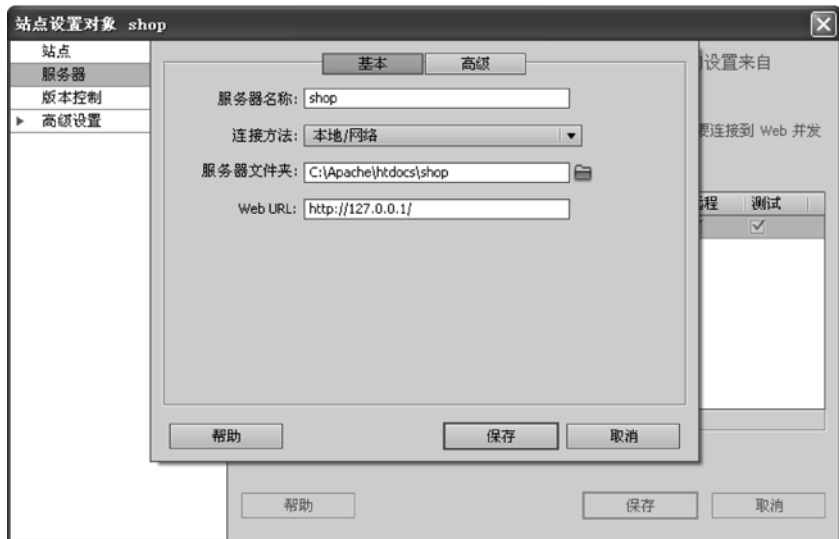 站点设置对象 shop
站点
服务器
版本控制
高级设置
基本
高级
设置来自
服务器名称: shop
连接方法: 本地/网络
要连接到 Web 并发
服务器文件夹: C:\Apache\htdocs\shop
Web URL: http://127.0.0.1/
程
测试
帮助
保存
取消
帮助
保存
取消